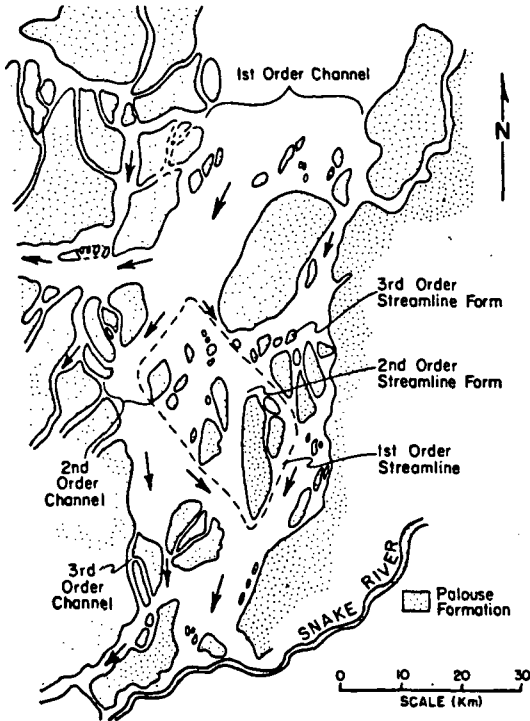 1st Order Channel
N
3rd Order
Streamline Form
2nd Order
Streamline Form
1st Order
Streamline
2nd
Order
Channel
3rd
Order
Channel
SNAKE RIVER
Palouse
Formation
0 10 20 30
SCALE (Km)